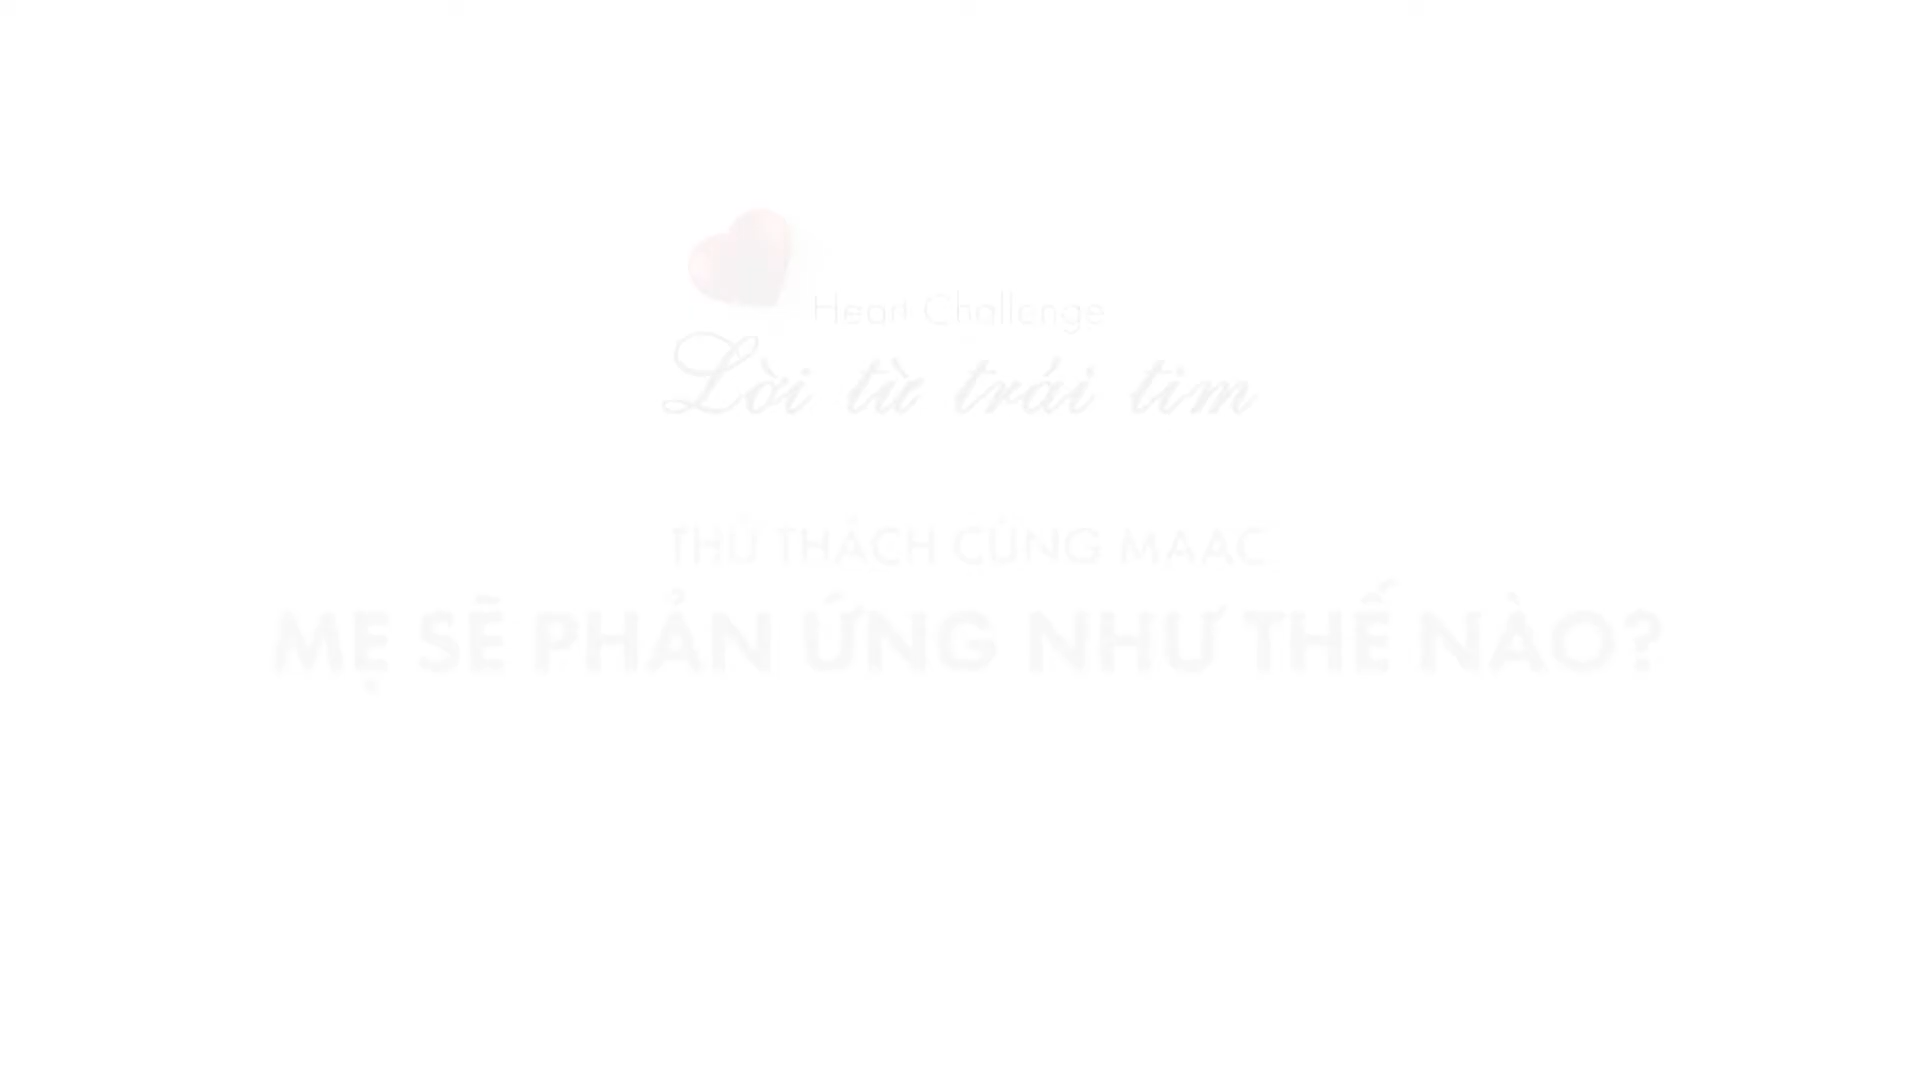 Heart Challenge
Lời từ trái tim
THỬ THÁCH CÙNG MAAC
MẸ SẼ PHẢN ỨNG NHƯ THẾ NÀO?